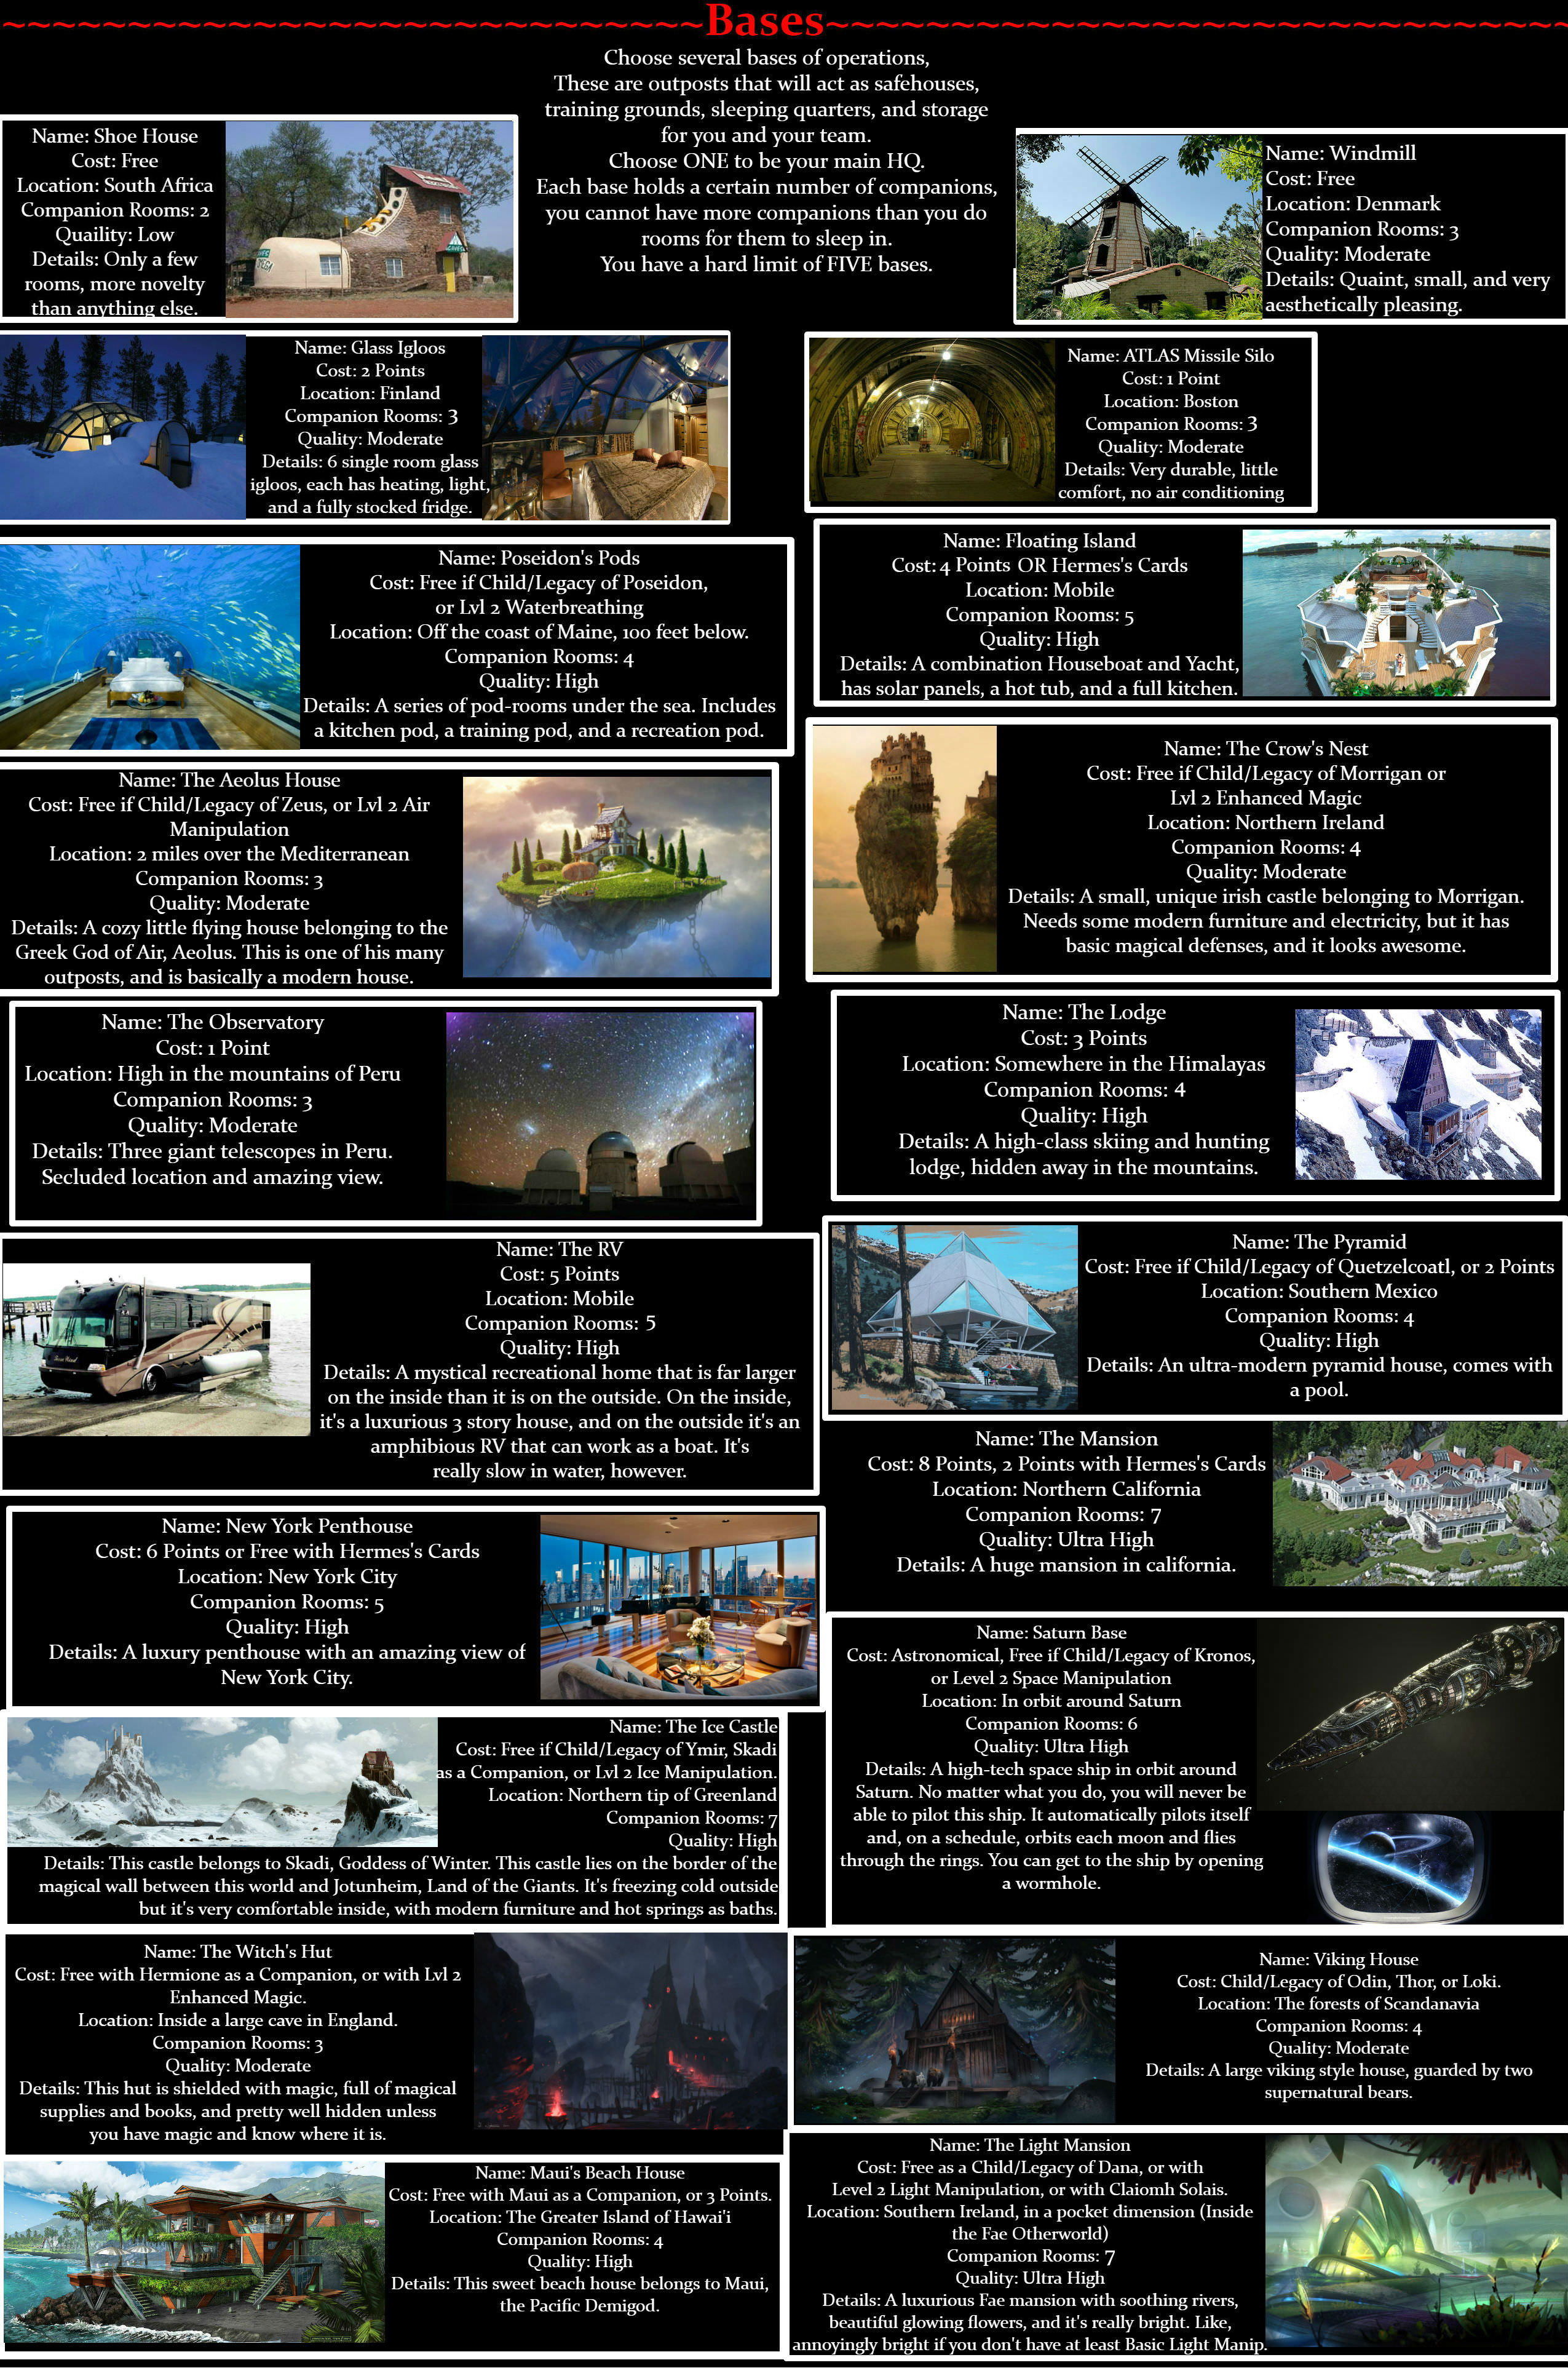 ~~~~~~~~~~~~~~~~~~~~~~~~~~~~Bases~~~~~~~~~~~~~~~~~~~~~~~~~~~~~~
Choose several bases of operations,
These are outposts that will act as safehouses,
training grounds, sleeping quarters, and storage
for you and your team.
Choose ONE to be your main HQ.
Each base holds a certain number of companions,
you cannot have more companions than you do
rooms for them to sleep in.
You have a hard limit of FIVE bases.
Name: Shoe House
Cost: Free
Location: South Africa
Companion Rooms: 2
Quaility: Low
Details: Only a few
rooms, more novelty
than anything else.
Name: Windmill
Cost: Free
Location: Denmark
Companion Rooms: 3
Quality: Moderate
Details: Quaint, small, and very
aesthetically pleasing.
Name: Glass Igloos
Cost: 2 Points
Location: Finland
Companion Rooms: 3
Quality: Moderate
Details: 6 single room glass
igloos, each has heating, light,
and a fully stocked fridge.
Name: ATLAS Missile Silo
Cost: 1 Point
Location: Boston
Companion Rooms: 3
Quality: Moderate
Details: Very durable, little
comfort, no air conditioning
Name: Poseidon's Pods
Cost: Free if Child/Legacy of Poseidon,
or Lvl 2 Waterbreathing
Location: Off the coast of Maine, 100 feet below.
Companion Rooms: 4
Quality: High
Details: A series of pod-rooms under the sea. Includes
a kitchen pod, a training pod, and a recreation pod.
Name: Floating Island
Cost: 4 Points OR Hermes's Cards
Location: Mobile
Companion Rooms: 5
Quality: High
Details: A combination Houseboat and Yacht,
has solar panels, a hot tub, and a full kitchen.
Name: The Aeolus House
Cost: Free if Child/Legacy of Zeus, or Lvl 2 Air
Manipulation
Location: 2 miles over the Mediterranean
Companion Rooms: 3
Quality: Moderate
Details: A cozy little flying house belonging to the
Greek God of Air, Aeolus. This is one of his many
outposts, and is basically a modern house.
Name: The Crow's Nest
Cost: Free if Child/Legacy of Morrigan or
Lvl 2 Enhanced Magic
Location: Northern Ireland
Companion Rooms: 4
Quality: Moderate
Details: A small, unique irish castle belonging to Morrigan.
Needs some modern furniture and electricity, but it has
basic magical defenses, and it looks awesome.
Name: The Observatory
Cost: 1 Point
Location: High in the mountains of Peru
Companion Rooms: 3
Quality: Moderate
Details: Three giant telescopes in Peru.
Secluded location and amazing view.
Name: The Lodge
Cost: 3 Points
Location: Somewhere in the Himalayas
Companion Rooms: 4
Quality: High
Details: A high-class skiing and hunting
lodge, hidden away in the mountains.
Name: The RV
Cost: 5 Points
Location: Mobile
Companion Rooms: 5
Quality: High
Details: A mystical recreational home that is far larger
on the inside than it is on the outside. On the inside,
it's a luxurious 3 story house, and on the outside it's an
amphibious RV that can work as a boat. It's
really slow in water, however.
Name: The Pyramid
Cost: Free if Child/Legacy of Quetzelcoatl, or 2 Points
Location: Southern Mexico
Companion Rooms: 4
Quality: High
Details: An ultra-modern pyramid house, comes with
a pool.
Name: The Mansion
Cost: 8 Points, 2 Points with Hermes's Cards
Location: Northern California
Companion Rooms: 7
Quality: Ultra High
Details: A huge mansion in california.
Name: New York Penthouse
Cost: 6 Points or Free with Hermes's Cards
Location: New York City
Companion Rooms: 5
Quality: High
Details: A luxury penthouse with an amazing view of
New York City.
Name: Saturn Base
Cost: Astronomical, Free if Child/Legacy of Kronos,
or Level 2 Space Manipulation
Location: In orbit around Saturn
Companion Rooms: 6
Quality: Ultra High
Details: A high-tech space ship in orbit around
Saturn. No matter what you do, you will never be
able to pilot this ship. It automatically pilots itself
and, on a schedule, orbits each moon and flies
through the rings. You can get to the ship by opening
a wormhole.
Name: The Ice Castle
Cost: Free if Child/Legacy of Ymir, Skadi
as a Companion, or Lvl 2 Ice Manipulation.
Location: Northern tip of Greenland
Companion Rooms: 7
Quality: High
Details: This castle belongs to Skadi, Goddess of Winter. This castle lies on the border of the
magical wall between this world and Jotunheim, Land of the Giants. It's freezing cold outside
but it's very comfortable inside, with modern furniture and hot springs as baths.
Name: The Witch's Hut
Cost: Free with Hermione as a Companion, or with Lvl 2
Enhanced Magic.
Location: Inside a large cave in England.
Companion Rooms: 3
Quality: Moderate
Details: This hut is shielded with magic, full of magical
supplies and books, and pretty well hidden unless
you have magic and know where it is.
Name: Viking House
Cost: Child/Legacy of Odin, Thor, or Loki.
Location: The forests of Scandanavia
Companion Rooms: 4
Quality: Moderate
Details: A large viking style house, guarded by two
supernatural bears.
Name: Maui's Beach House
Cost: Free with Maui as a Companion, or 3 Points.
Location: The Greater Island of Hawai'i
Companion Rooms: 4
Quality: High
Details: This sweet beach house belongs to Maui,
the Pacific Demigod.
Name: The Light Mansion
Cost: Free as a Child/Legacy of Dana, or with
Level 2 Light Manipulation, or with Claiomh Solais.
Location: Southern Ireland, in a pocket dimension (Inside
the Fae Otherworld)
Companion Rooms: 7
Quality: Ultra High
Details: A luxurious Fae mansion with soothing rivers,
beautiful glowing flowers, and it's really bright. Like,
annoyingly bright if you don't have at least Basic Light Manip.